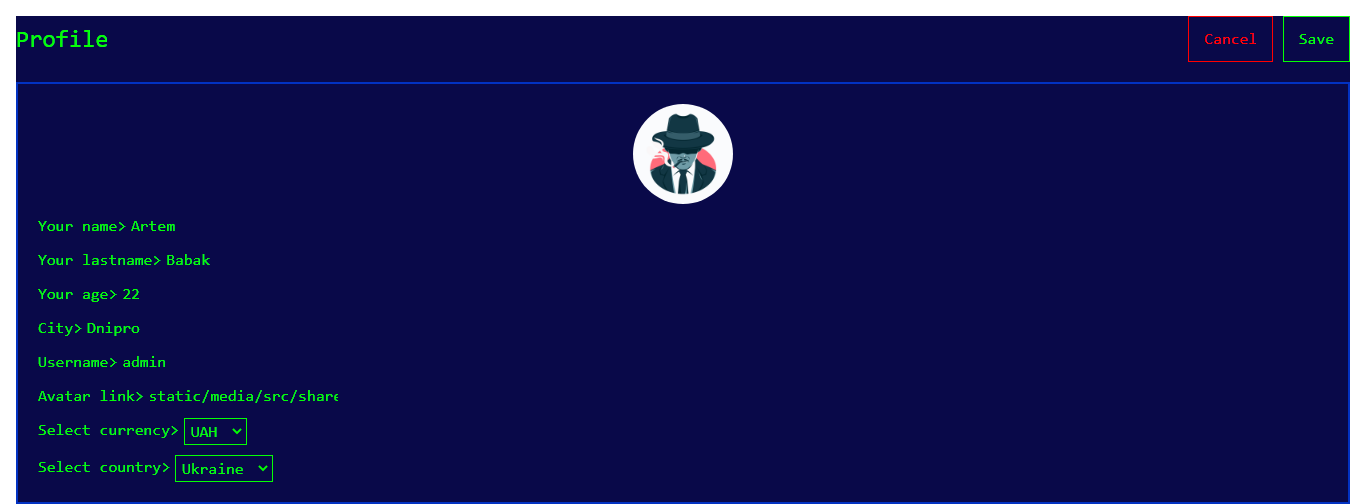 Profile Cancel Save
Your name> Artem
Your lastname> Babak
Your age> 22
City> Dnipro
Username> admin
Avatar link> static/media/src/share
Select currency> UAH
Select country> Ukraine